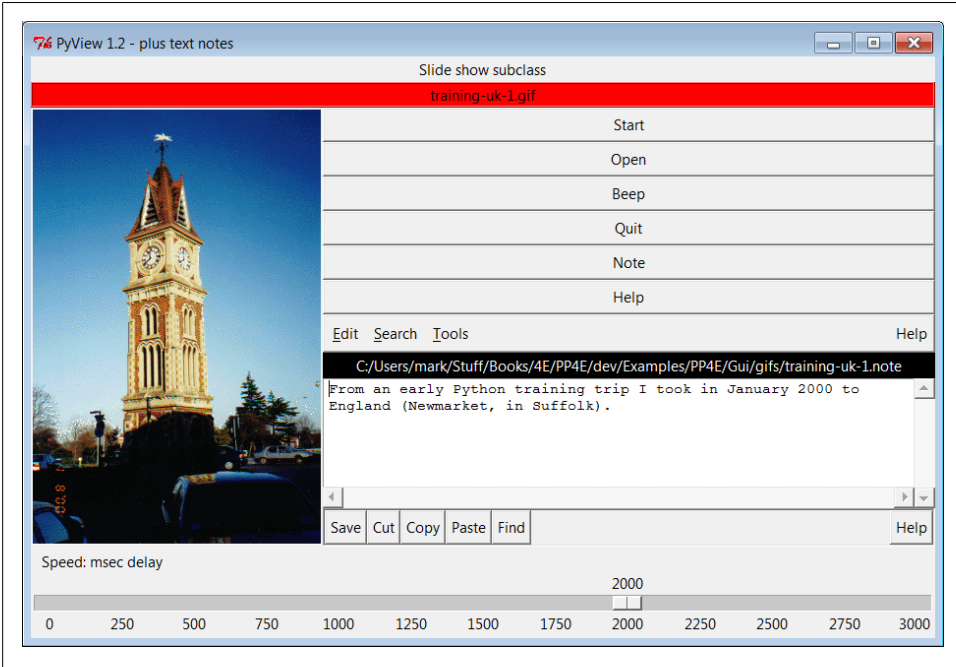 PyView 1.2 - plus text notes
Slide show subclass
training-uk-1.gif
Start
Open
Beep
Quit
Note
Help
Edit Search Tools Help
C:/Users/mark/Stuff/Books/4E/PP4E/dev/Examples/PP4E/Gui/gifs/training-uk-1.note
From an early Python training trip I took in January 2000 to
England (Newmarket, in Suffolk).
Save Cut Copy Paste Find Help
Speed: msec delay
2000
0 250 500 750 1000 1250 1500 1750 2000 2250 2500 2750 3000